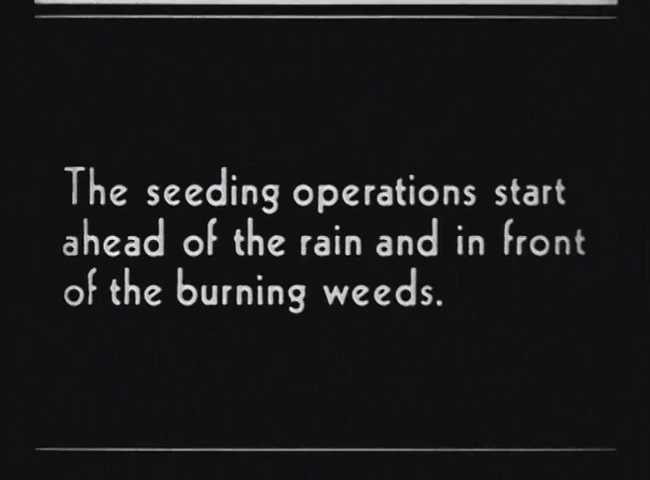 The seeding operations start
ahead of the rain and in front
of the burning weeds.